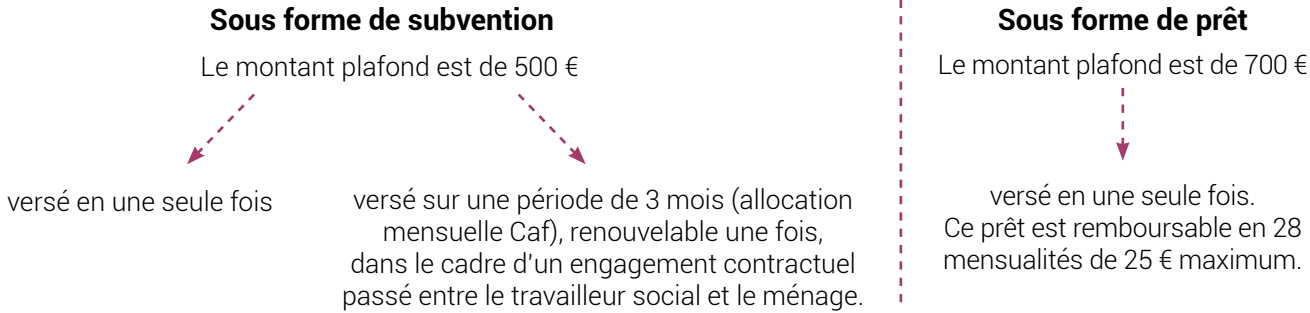 Sous forme de subvention
Le montant plafond est de 500 €
versé en une seule fois
versé sur une période de 3 mois (allocation
mensuelle Caf), renouvelable une fois,
dans le cadre d'un engagement contractuel
passé entre le travailleur social et le ménage.
Sous forme de prêt
Le montant plafond est de 700 €
versé en une seule fois.
Ce prêt est remboursable en 28
mensualités de 25 € maximum.